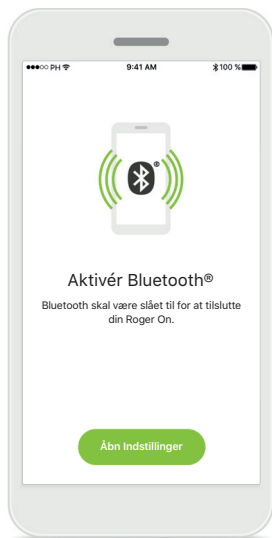 ●●●○○ PH 9:41 AM 100 %
®
Aktivér Bluetooth®
Bluetooth skal være slået til for at tilslutte
din Roger On.
Åbn Indstillinger